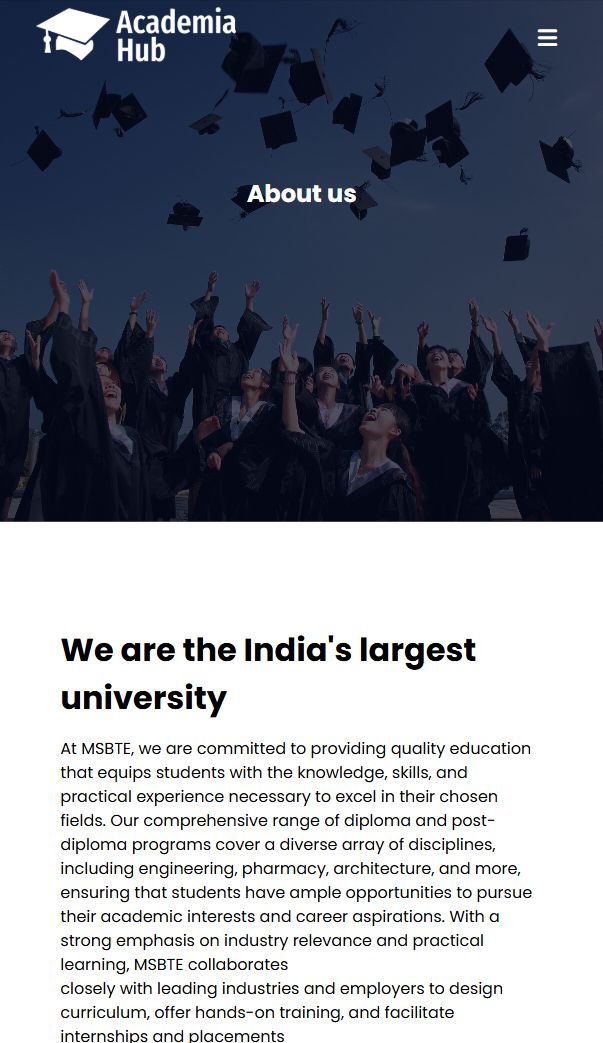 Academia
Hub
About us
We are the India's largest
university
At MSBTE, we are committed to providing quality education
that equips students with the knowledge, skills, and
practical experience necessary to excel in their chosen
fields. Our comprehensive range of diploma and post-
diploma programs cover a diverse array of disciplines,
including engineering, pharmacy, architecture, and more,
ensuring that students have ample opportunities to pursue
their academic interests and career aspirations. With a
strong emphasis on industry relevance and practical
learning, MSBTE collaborates
closely with leading industries and employers to design
curriculum, offer hands-on training, and facilitate
internships and placements